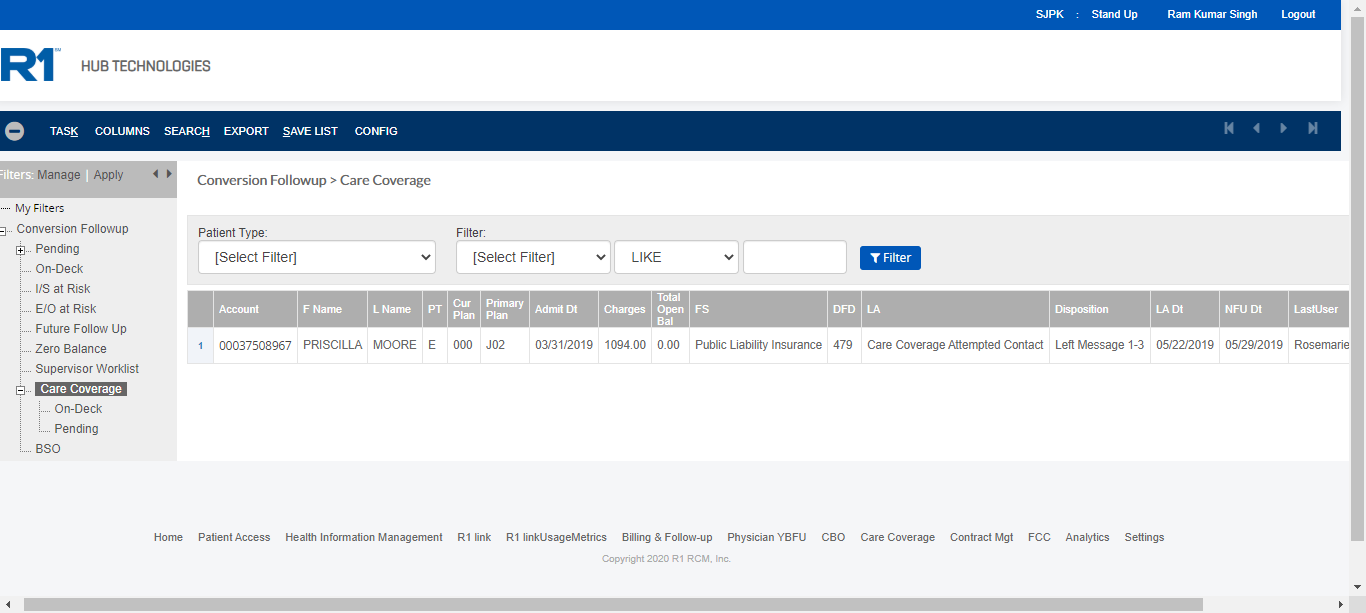 SJPK : Stand Up Ram Kumar Singh Logout
R1™ HUB TECHNOLOGIES
TASK COLUMNS SEARCH EXPORT SAVE LIST CONFIG
Filters: Manage | Apply
My Filters
Conversion Followup
Pending
On-Deck
I/S at Risk
E/O at Risk
Future Follow Up
Zero Balance
Supervisor Worklist
Care Coverage
On-Deck
Pending
BSO
Conversion Followup > Care Coverage
Patient Type: Filter:
[Select Filter] [Select Filter] LIKE Filter
Account F Name L Name PT Cur Plan Primary Plan Admit Dt Charges Total Open Bal FS DFD LA Disposition LA Dt NFU Dt LastUser
1 00037508967 PRISCILLA MOORE E 000 J02 03/31/2019 1094.00 0.00 Public Liability Insurance 479 Care Coverage Attempted Contact Left Message 1-3 05/22/2019 05/29/2019 Rosemarie
Home Patient Access Health Information Management R1 link R1 linkUsageMetrics Billing & Follow-up Physician YBFU CBO Care Coverage Contract Mgt FCC Analytics Settings
Copyright 2020 R1 RCM, Inc.